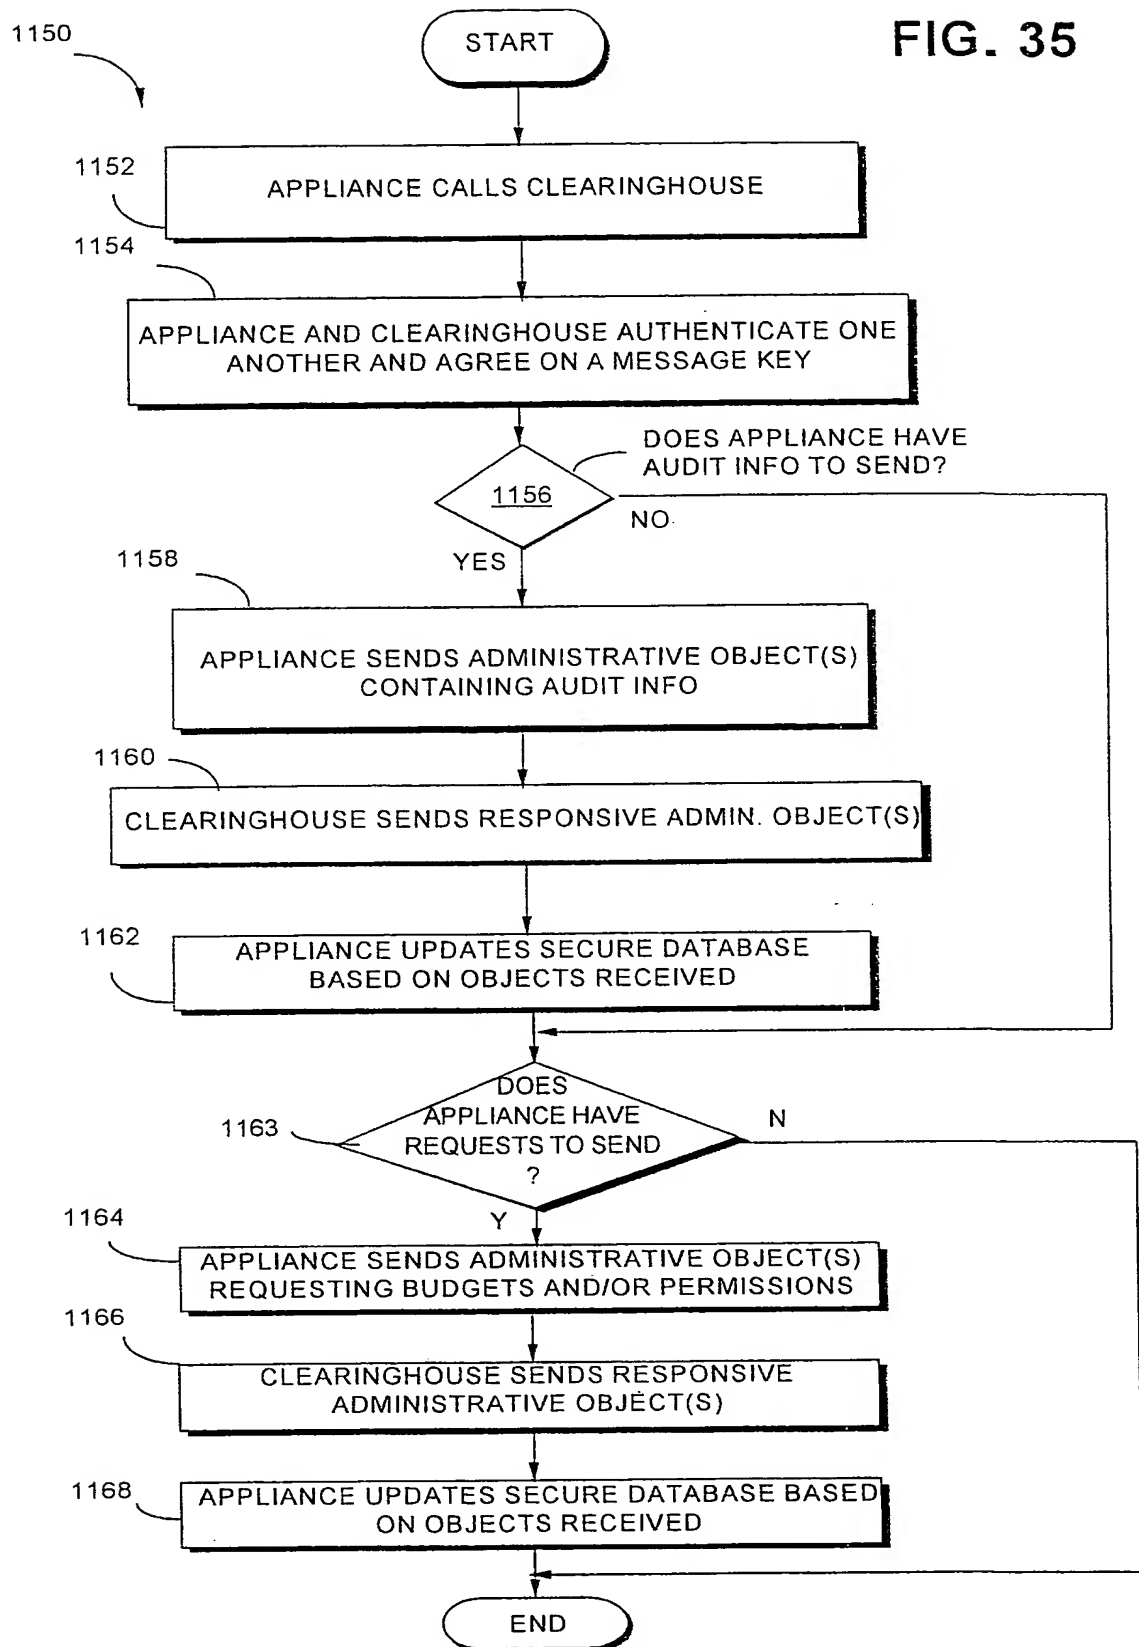 1150
START
FIG. 35
1152
APPLIANCE CALLS CLEARINGHOUSE
1154
APPLIANCE AND CLEARINGHOUSE AUTHENTICATE ONE
ANOTHER AND AGREE ON A MESSAGE KEY
DOES APPLIANCE HAVE
AUDIT INFO TO SEND?
1156
NO
YES
1158
APPLIANCE SENDS ADMINISTRATIVE OBJECT(S)
CONTAINING AUDIT INFO
1160
CLEARINGHOUSE SENDS RESPONSIVE ADMIN. OBJECT(S)
1162
APPLIANCE UPDATES SECURE DATABASE
BASED ON OBJECTS RECEIVED
1163
DOES
APPLIANCE HAVE
REQUESTS TO SEND
?
N
Y
1164
APPLIANCE SENDS ADMINISTRATIVE OBJECT(S)
REQUESTING BUDGETS AND/OR PERMISSIONS
1166
CLEARINGHOUSE SENDS RESPONSIVE
ADMINISTRATIVE OBJECT(S)
1168
APPLIANCE UPDATES SECURE DATABASE BASED
ON OBJECTS RECEIVED
END